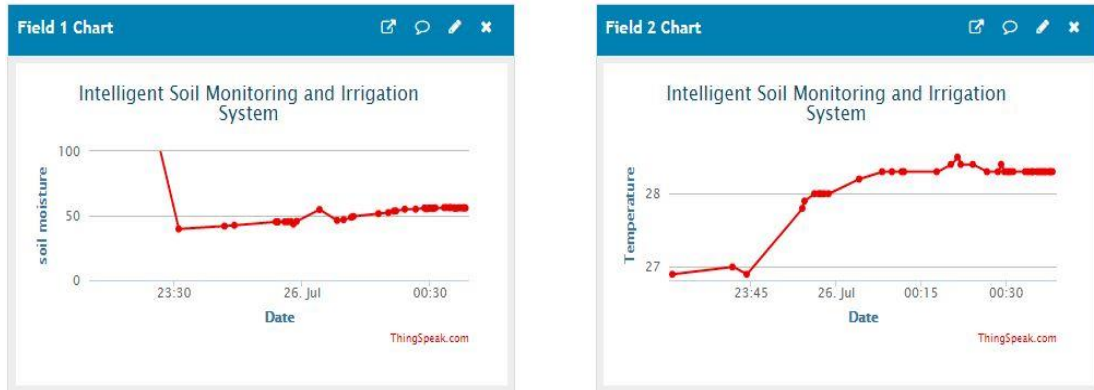 Field 1 Chart
Intelligent Soil Monitoring and Irrigation
System
100
50
0
soil moisture
23:30
26. Jul
00:30
Date
ThingSpeak.com
Field 2 Chart
Intelligent Soil Monitoring and Irrigation
System
28
27
Temperature
23:45
26. Jul
00:15
00:30
Date
ThingSpeak.com